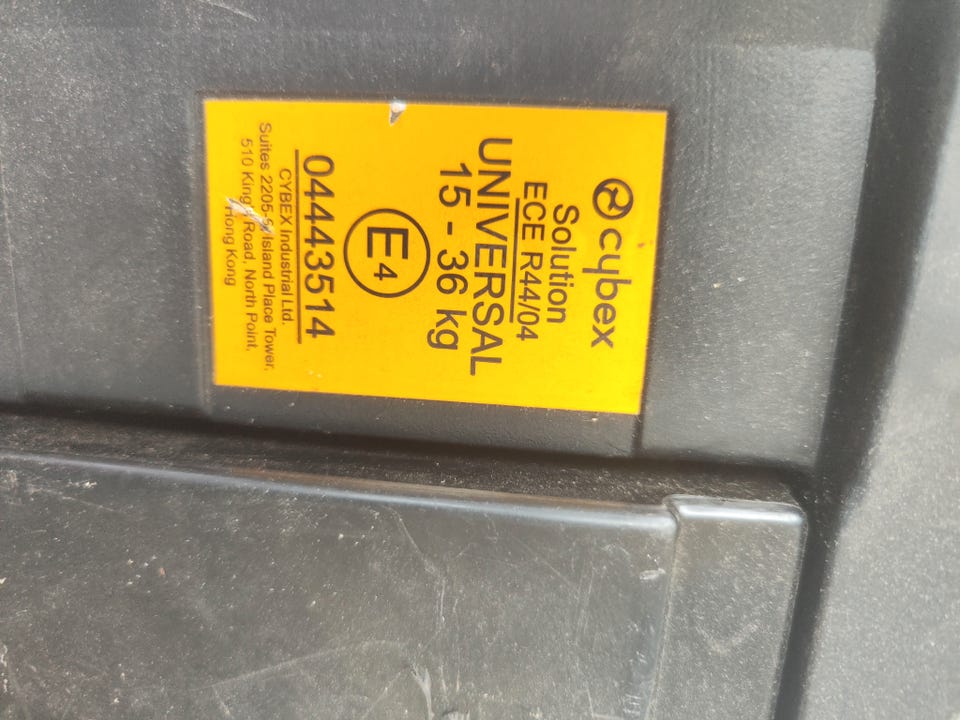 cybex
Solution
ECE R44/04
UNIVERSAL
15 - 36 kg
E4
04443514
CYBEX Industrial Ltd.
Suites Island Place Tower,
510 King's Road, North Point,
Hong Kong